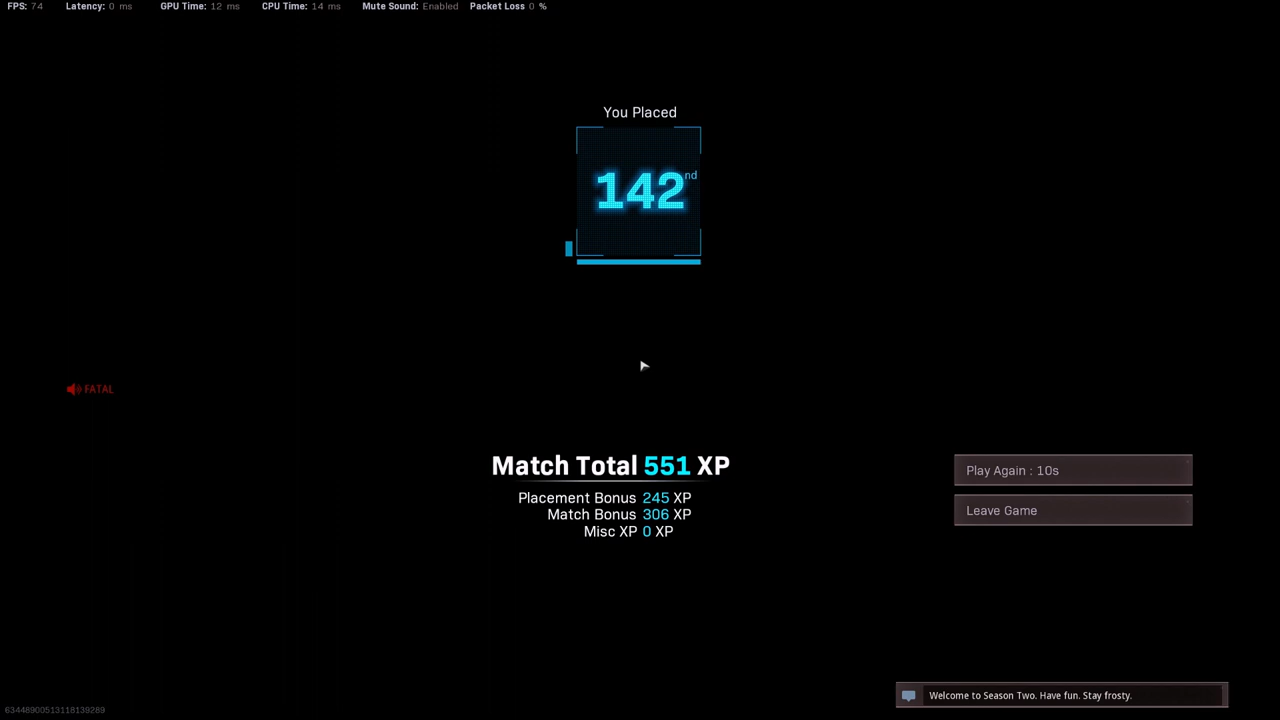 FPS: 74 Latency: 0 ms GPU Time: 12 ms CPU Time: 14 ms Mute Sound: Enabled Packet Loss 0 %
You Placed
142nd
FATAL
Match Total 551 XP
Placement Bonus 245 XP
Match Bonus 306 XP
Misc XP 0 XP
Play Again : 10s
Leave Game
Welcome to Season Two. Have fun. Stay frosty.
63448900513118139289